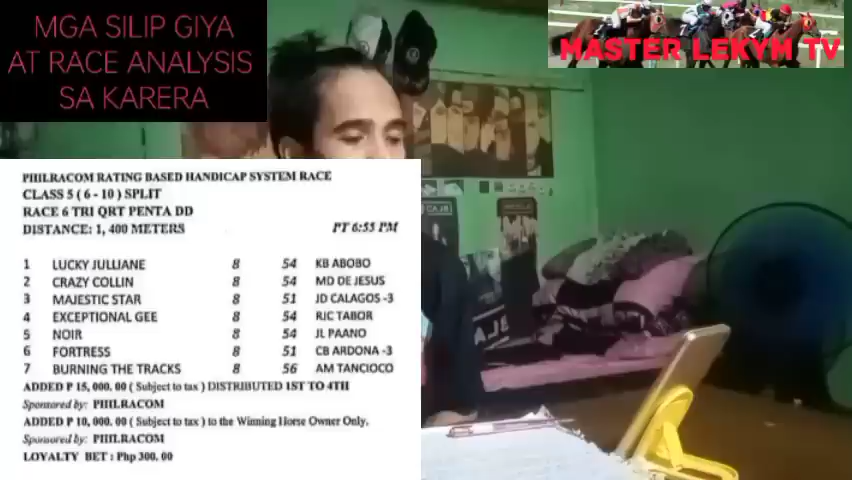 MGA SILIP GIYA
AT RACE ANALYSIS
SA KARERA
MASTER LEKYM TV
PHILRACOM RATING BASED HANDICAP SYSTEM RACE
CLASS 5 ( 6 - 10 ) SPLIT
RACE 6 TRI QRT PENTA DD
DISTANCE: 1, 400 METERS PT 6:55 PM
1 LUCKY JULLIANE 8 54 KB ABOBO
2 CRAZY COLLIN 8 54 MD DE JESUS
3 MAJESTIC STAR 8 51 JD CALAGOS -3
4 EXCEPTIONAL GEE 8 54 RJC TABOR
5 NOIR 8 54 JL PAANO
6 FORTRESS 8 51 CB ARDONA -3
7 BURNING THE TRACKS 8 56 AM TANCIOCO
ADDED P 15, 000. 00 ( Subject to tax ) DISTRIBUTED 1ST TO 4TH
Sponsored by: PHILRACOM
ADDED P 10, 000. 00 ( Subject to tax ) to the Winning Horse Owner Only.
Sponsored by: PHILRACOM
LOYALTY BET : Php 300. 00